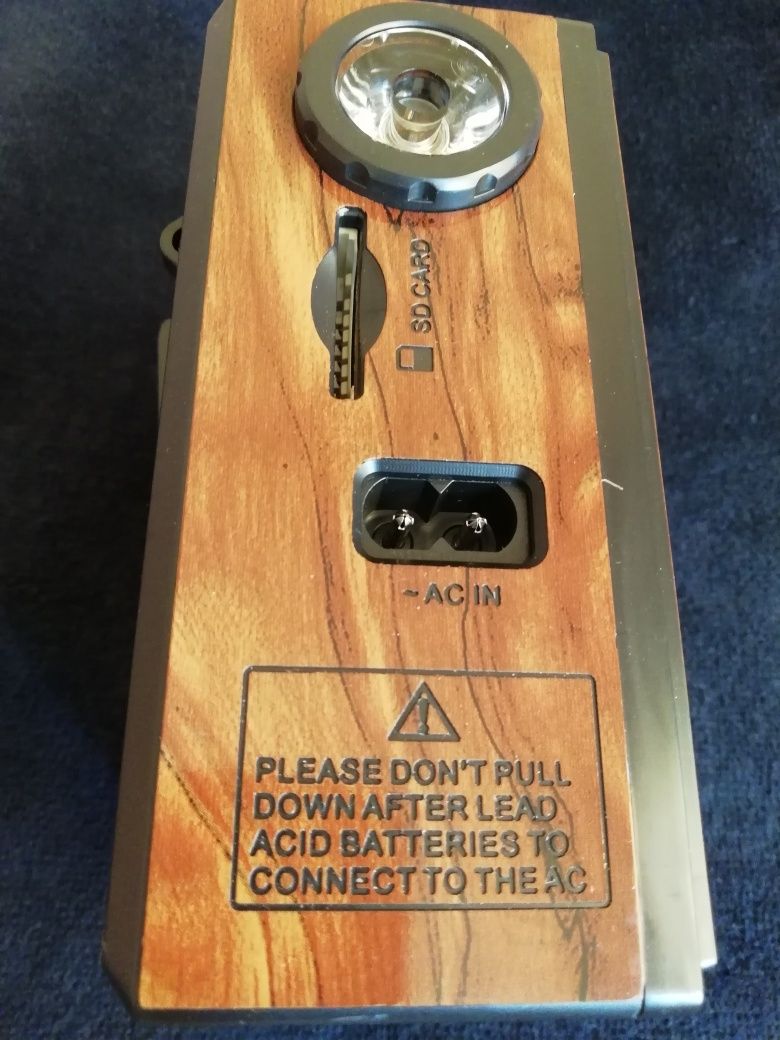 SD CARD
~ AC IN
PLEASE DON'T PULL
DOWN AFTER LEAD
ACID BATTERIES TO
CONNECT TO THE AC